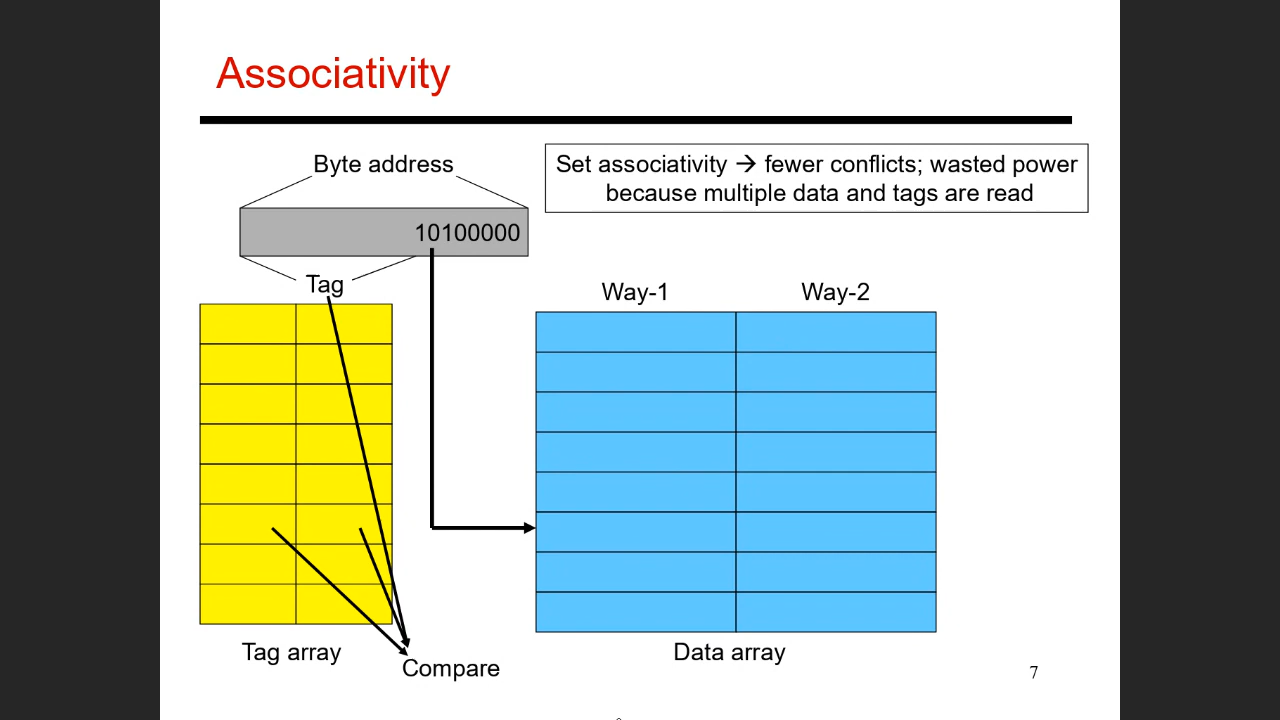 Associativity
Byte address
Set associativity → fewer conflicts; wasted power
because multiple data and tags are read
10100000
Tag
Way-1
Way-2
Tag array
Compare
Data array
7